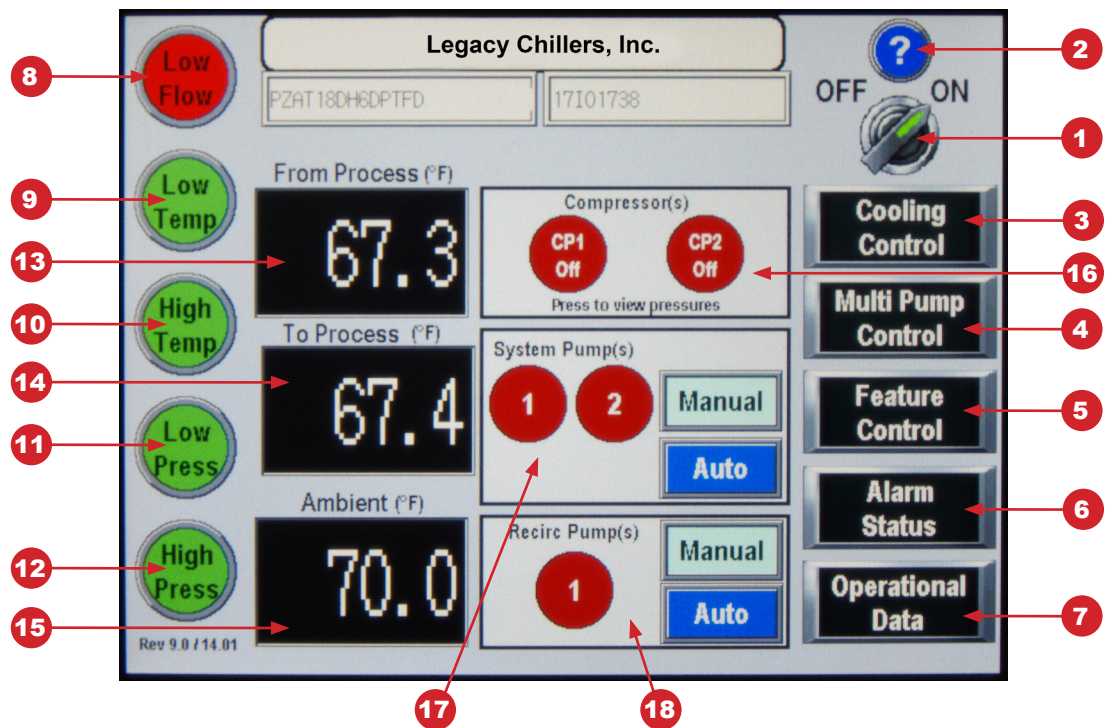 Legacy Chillers, Inc.
PZAT18DH6DPTFD
17I01738
?
OFF
ON
Low
Flow
Low
Temp
High
Temp
Low
Press
High
Press
From Process (°F)
67.3
To Process (°F)
67.4
Ambient (°F)
70.0
Compressor(s)
CP1
Off
CP2
Off
Press to view pressures
System Pump(s)
1
2
Manual
Auto
Recirc Pump(s)
1
Manual
Auto
Cooling
Control
Multi Pump
Control
Feature
Control
Alarm
Status
Operational
Data
Rev 9.0 / 14.01
8
9
13
10
14
11
12
15
2
1
3
16
4
5
6
7
17
18